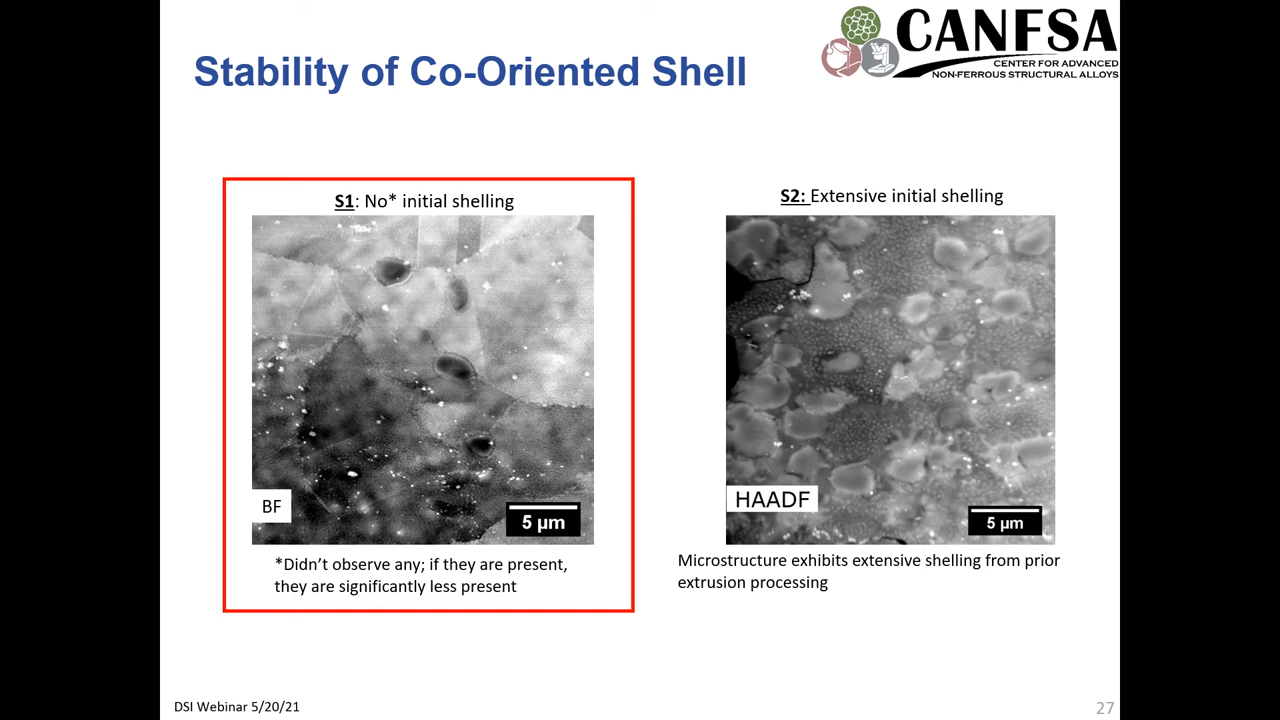 Stability of Co-Oriented Shell
CANFSA
CENTER FOR ADVANCED
NON-FERROUS STRUCTURAL ALLOYS
S1: No* initial shelling
BF
5 µm
*Didn’t observe any; if they are present,
they are significantly less present
S2: Extensive initial shelling
HAADF
5 µm
Microstructure exhibits extensive shelling from prior
extrusion processing
DSI Webinar 5/20/21
27